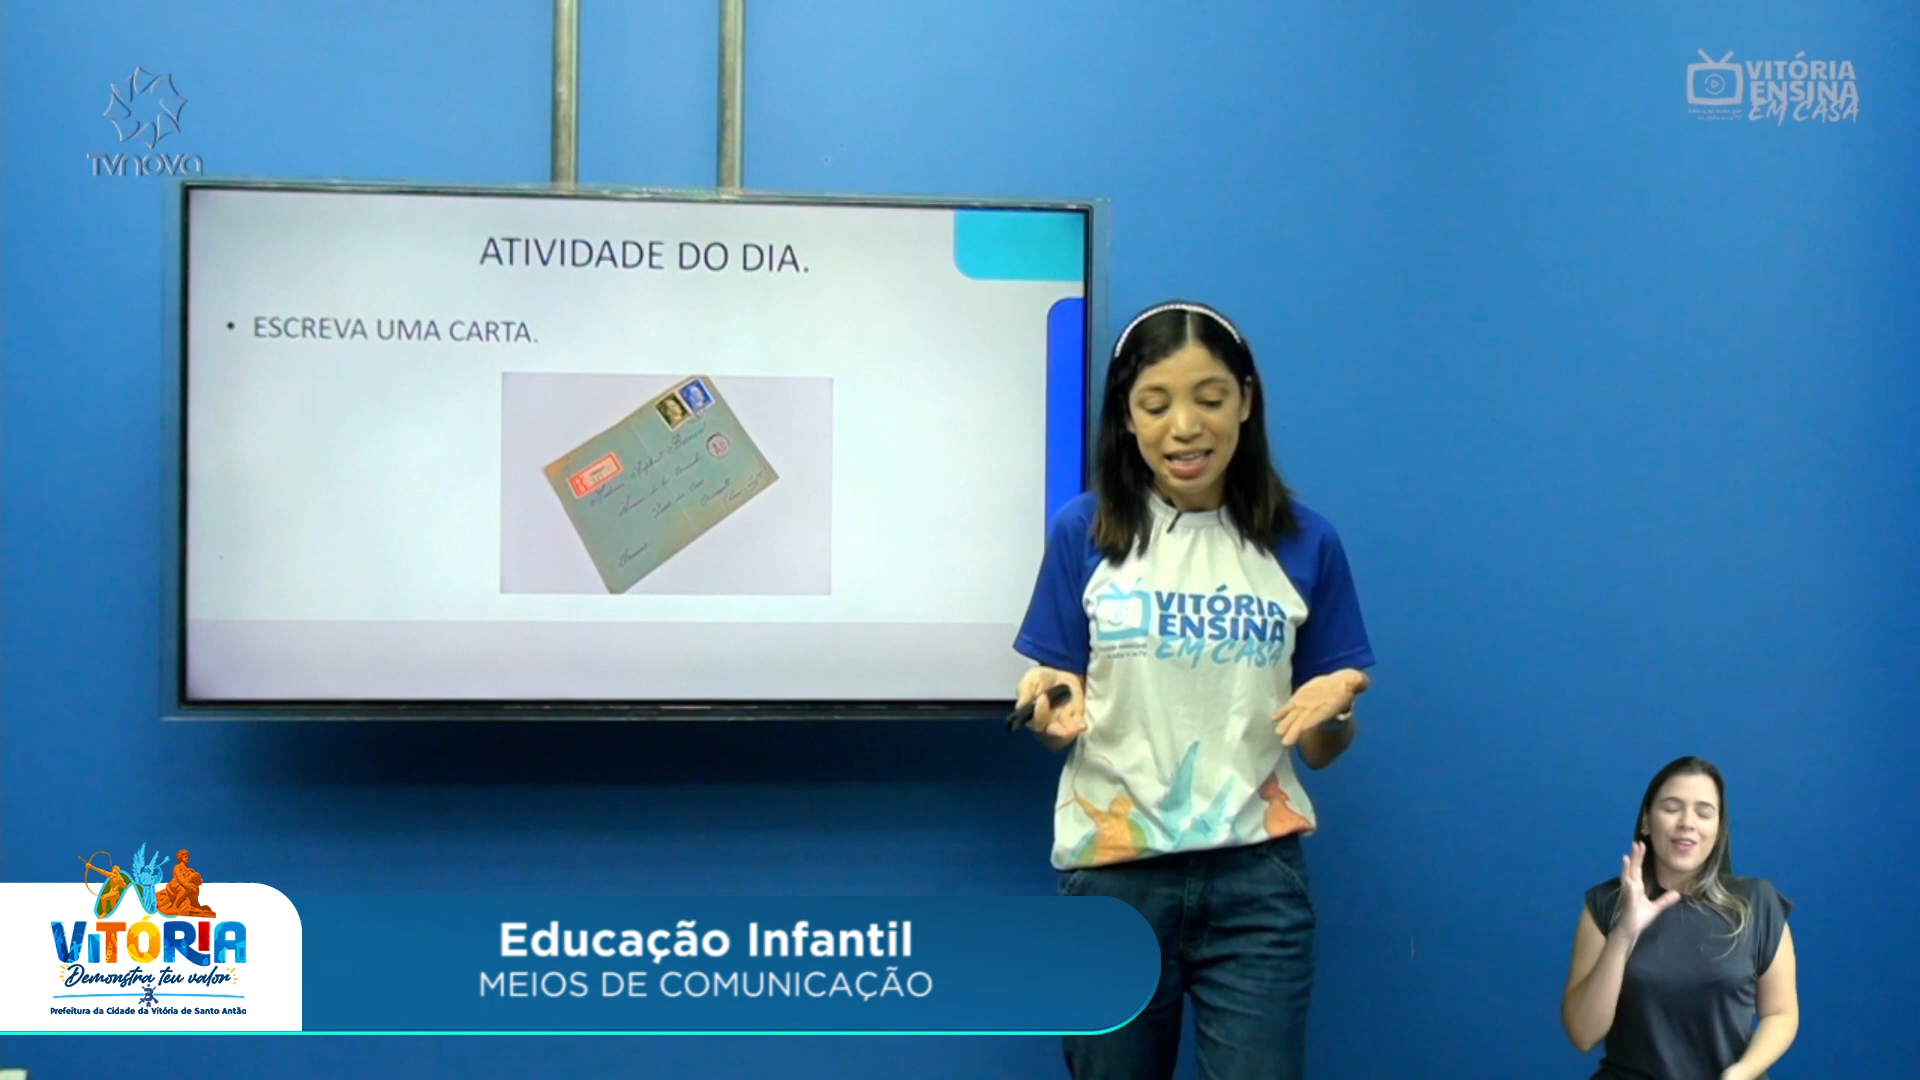 TVNOVA
VITÓRIA
ENSINA
EM CASA
ATIVIDADE DO DIA.
• ESCREVA UMA CARTA.
VITÓRIA
ENSINA
EM CASA
VITÓRIA
Demonstra teu valor
Prefeitura da Cidade da Vitória de Santo Antão
Educação Infantil
MEIOS DE COMUNICAÇÃO